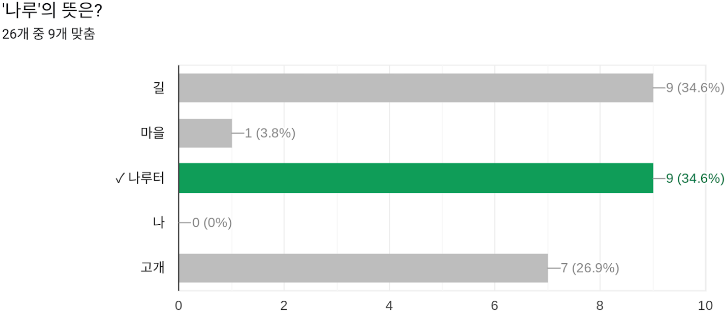 '나루'의 뜻은?
26개 중 9개 맞춤
길
9 (34.6%)
마을
1 (3.8%)
✓ 나루터
9 (34.6%)
나
0 (0%)
고개
7 (26.9%)
0 2 4 6 8 10